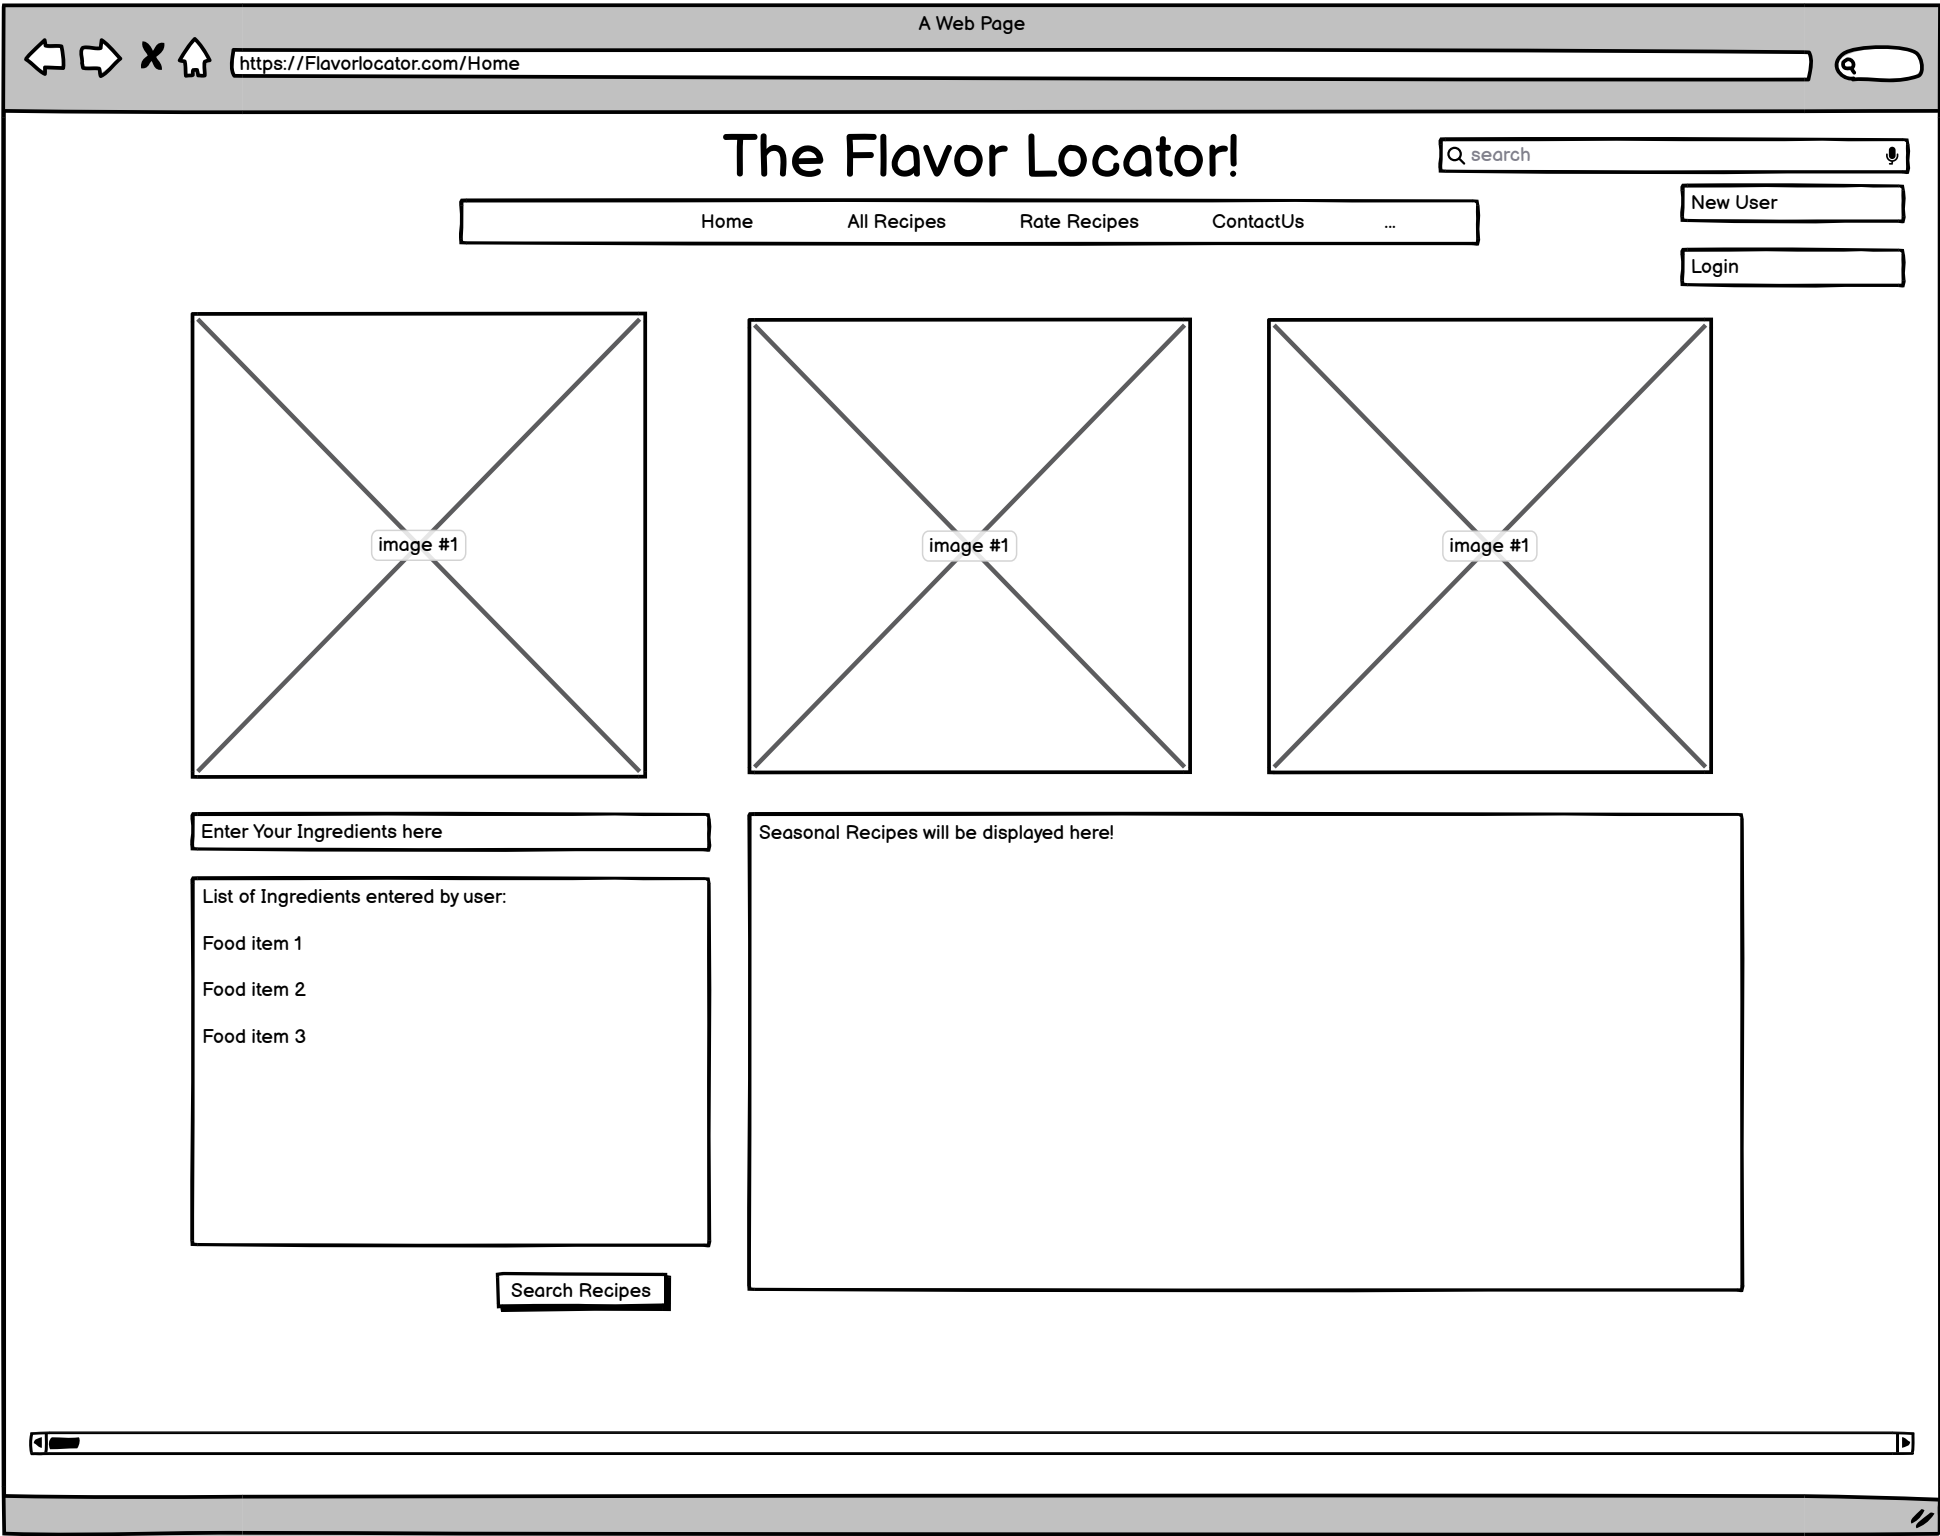 A Web Page
https://Flavorlocator.com/Home
The Flavor Locator!
search
Home All Recipes Rate Recipes ContactUs ...
New User
Login
image #1
image #1
image #1
Enter Your Ingredients here
List of Ingredients entered by user:
Food item 1
Food item 2
Food item 3
Search Recipes
Seasonal Recipes will be displayed here!